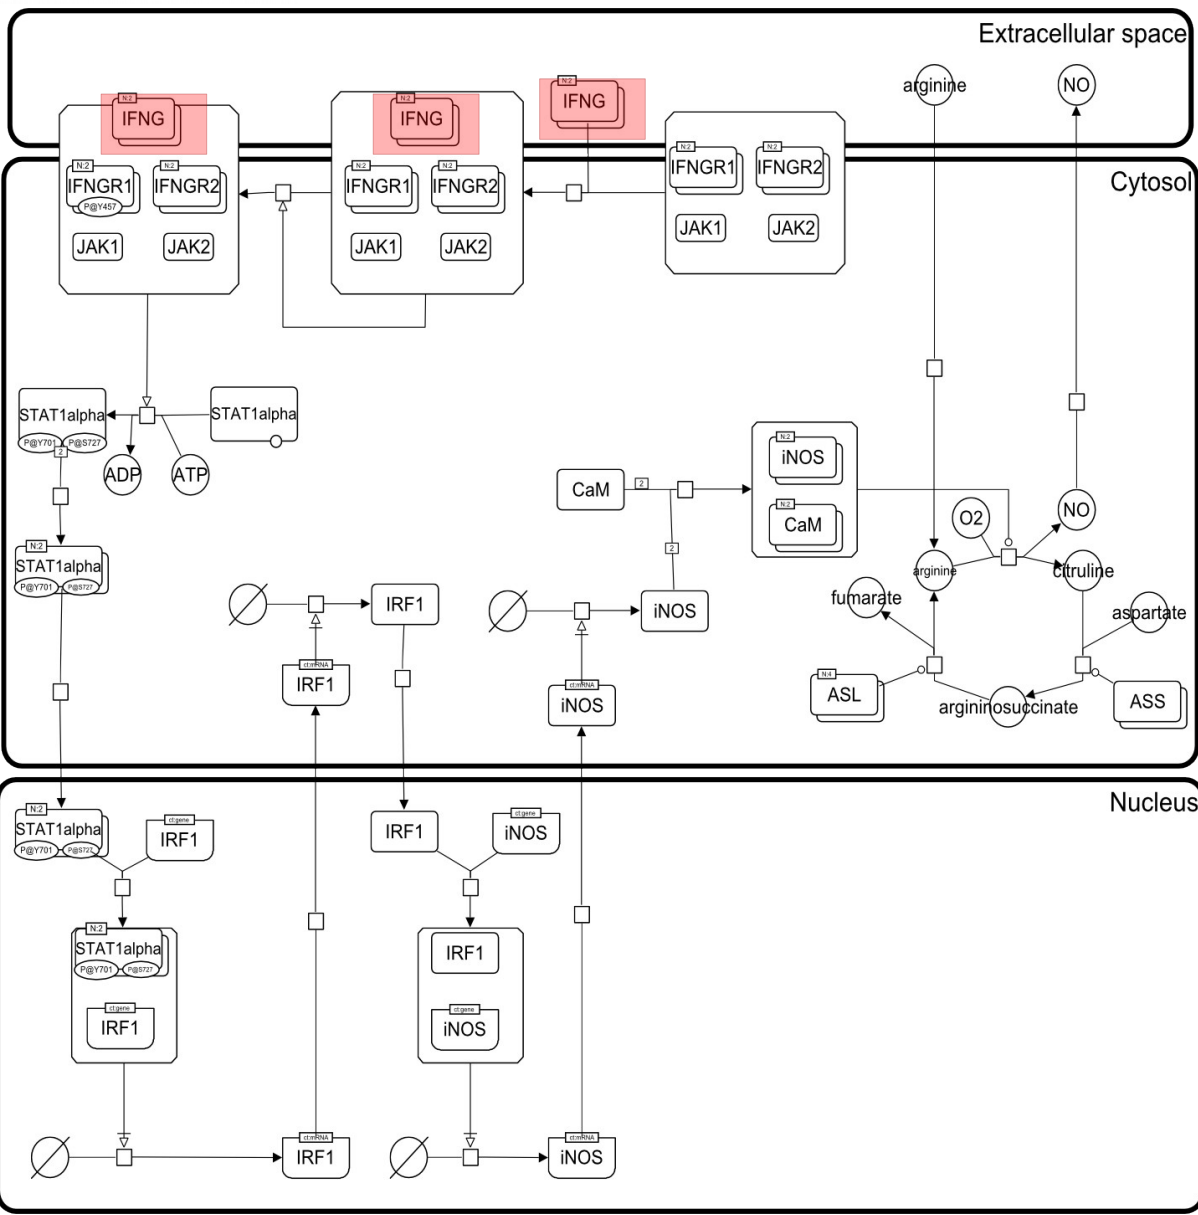 Extracellular space
N:2
IFNG
N:2
IFNG
N:2
IFNG
arginine
NO
N:2
IFNGR1
P@Y457
N:2
IFNGR2
JAK1
JAK2
N:2
IFNGR1
N:2
IFNGR2
JAK1
JAK2
N:2
IFNGR1
N:2
IFNGR2
JAK1
JAK2
Cytosol
STAT1alpha
P@Y701
P@S727
2
STAT1alpha
ADP
ATP
N:2
STAT1alpha
P@Y701
P@S727
CaM
2
2
N:2
iNOS
N:2
CaM
O2
NO
arginine
citruline
fumarate
aspartate
N:4
ASL
argininosuccinate
ASS
IRF1
ct:mRNA
IRF1
iNOS
ct:mRNA
iNOS
Nucleus
N:2
STAT1alpha
P@Y701
P@S727
ct:gene
IRF1
IRF1
ct:gene
iNOS
N:2
STAT1alpha
P@Y701
P@S727
ct:gene
IRF1
IRF1
ct:gene
iNOS
ct:mRNA
IRF1
ct:mRNA
iNOS